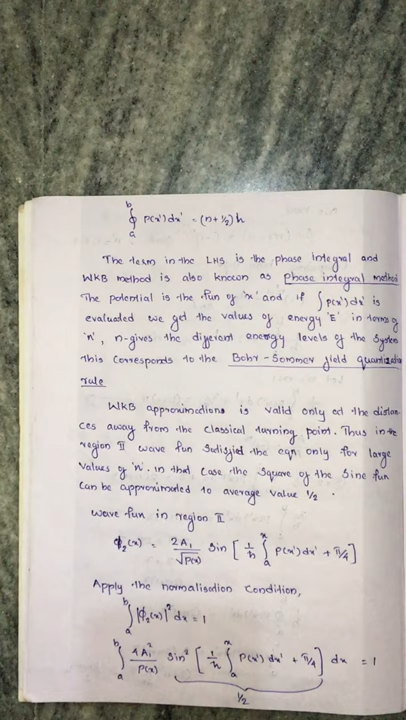 b
∮ P(x')dx' = (n+½)h
a
The term in the LHS is the phase integral and
WKB method is also known as phase integral method
The potential is the fun of 'x' and if ∫P(x')dx' is
evaluated we get the values of energy 'E' in terms of
'n', n-gives the different energy levels of the system
this corresponds to the Bohr-Sommer field quantization
rule
WKB approximations is valid only at the distan-
ces away from the classical turning point. Thus in the
region II wave fun satisfied the eqn only for large
values of 'n'. in that case the square of the sine fun
can be approximated to average value ½.
wave fun in region II
ϕ₂(x) = 2A₁/√P(x) sin [ 1/ħ ∫ₐˣ P(x')dx' + π/4 ]
Apply the normalisation condition,
∫ₐᵇ |ϕ₂(x)|² dx = 1
∫ₐᵇ 4A₁²/P(x) sin² [ 1/ħ ∫ₐˣ P(x')dx' + π/4 ] dx = 1
½